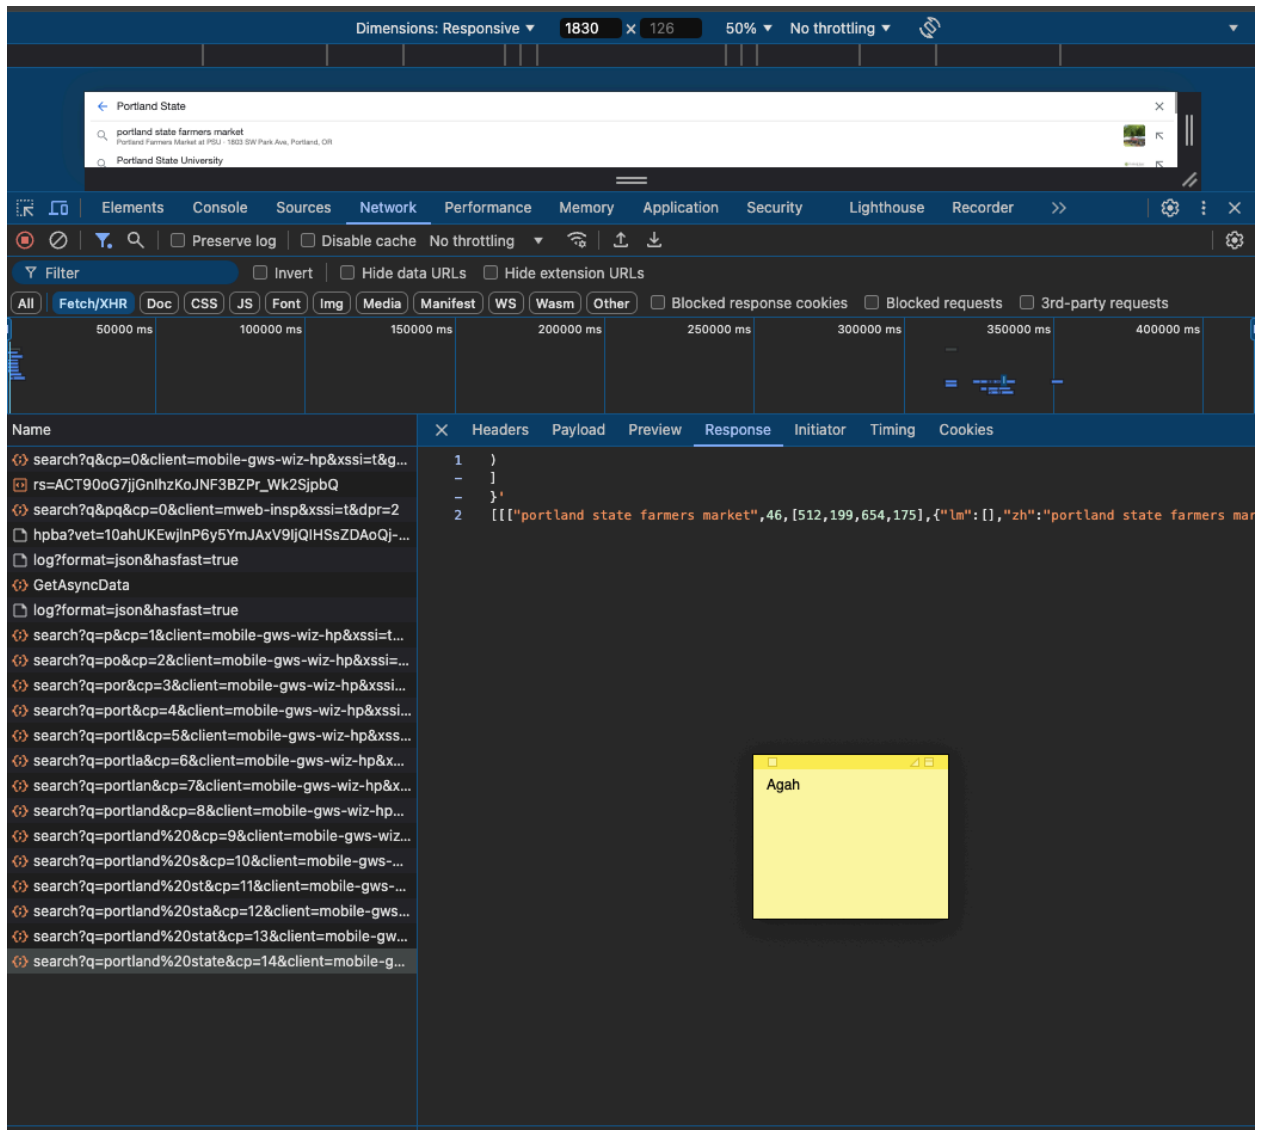 Dimensions: Responsive ▼ 1830 × 126 50% ▼ No throttling ▼
Portland State
portland state farmers market
Portland Farmers Market at PSU - 1803 SW Park Ave, Portland, OR
Portland State University
Elements Console Sources Network Performance Memory Application Security Lighthouse Recorder >>
Preserve log Disable cache No throttling ▼
Filter Invert Hide data URLs Hide extension URLs
All Fetch/XHR Doc CSS JS Font Img Media Manifest WS Wasm Other Blocked response cookies Blocked requests 3rd-party requests
50000 ms 100000 ms 150000 ms 200000 ms 250000 ms 300000 ms 350000 ms 400000 ms
Name
search?q&cp=0&client=mobile-gws-wiz-hp&xssi=t&g...
rs=ACT90oG7jjGnIhzKoJNF3BZPr_Wk2SjpbQ
search?q&pq&cp=0&client=mweb-insp&xssi=t&dpr=2
hpba?vet=10ahUKEwjlnP6y5YmJAxV9IjQIHSsZDAoQj-...
log?format=json&hasfast=true
GetAsyncData
log?format=json&hasfast=true
search?q=p&cp=1&client=mobile-gws-wiz-hp&xssi=t...
search?q=po&cp=2&client=mobile-gws-wiz-hp&xssi=...
search?q=por&cp=3&client=mobile-gws-wiz-hp&xssi...
search?q=port&cp=4&client=mobile-gws-wiz-hp&xssi...
search?q=portl&cp=5&client=mobile-gws-wiz-hp&xss...
search?q=portla&cp=6&client=mobile-gws-wiz-hp&x...
search?q=portlan&cp=7&client=mobile-gws-wiz-hp&x...
search?q=portland&cp=8&client=mobile-gws-wiz-hp...
search?q=portland%20&cp=9&client=mobile-gws-wiz...
search?q=portland%20s&cp=10&client=mobile-gws-...
search?q=portland%20st&cp=11&client=mobile-gws-...
search?q=portland%20sta&cp=12&client=mobile-gws...
search?q=portland%20stat&cp=13&client=mobile-gw...
search?q=portland%20state&cp=14&client=mobile-g...
Headers Payload Preview Response Initiator Timing Cookies
1 )
- ]
- }'
2 [[["portland state farmers market",46,[512,199,654,175],{"lm":[],"zh":"portland state farmers mar
Agah